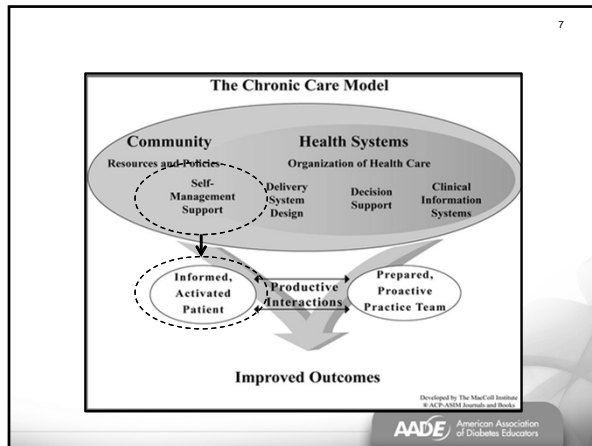 7
The Chronic Care Model
Community
Resources and Policies
Health Systems
Organization of Health Care
Self-
Management
Support
Delivery
System
Design
Decision
Support
Clinical
Information
Systems
Informed,
Activated
Patient
Productive
Interactions
Prepared,
Proactive
Practice Team
Improved Outcomes
Developed by The MacColl Institute
® ACP-ASIM Journals and Books
AADE
American Association
of Diabetes Educators